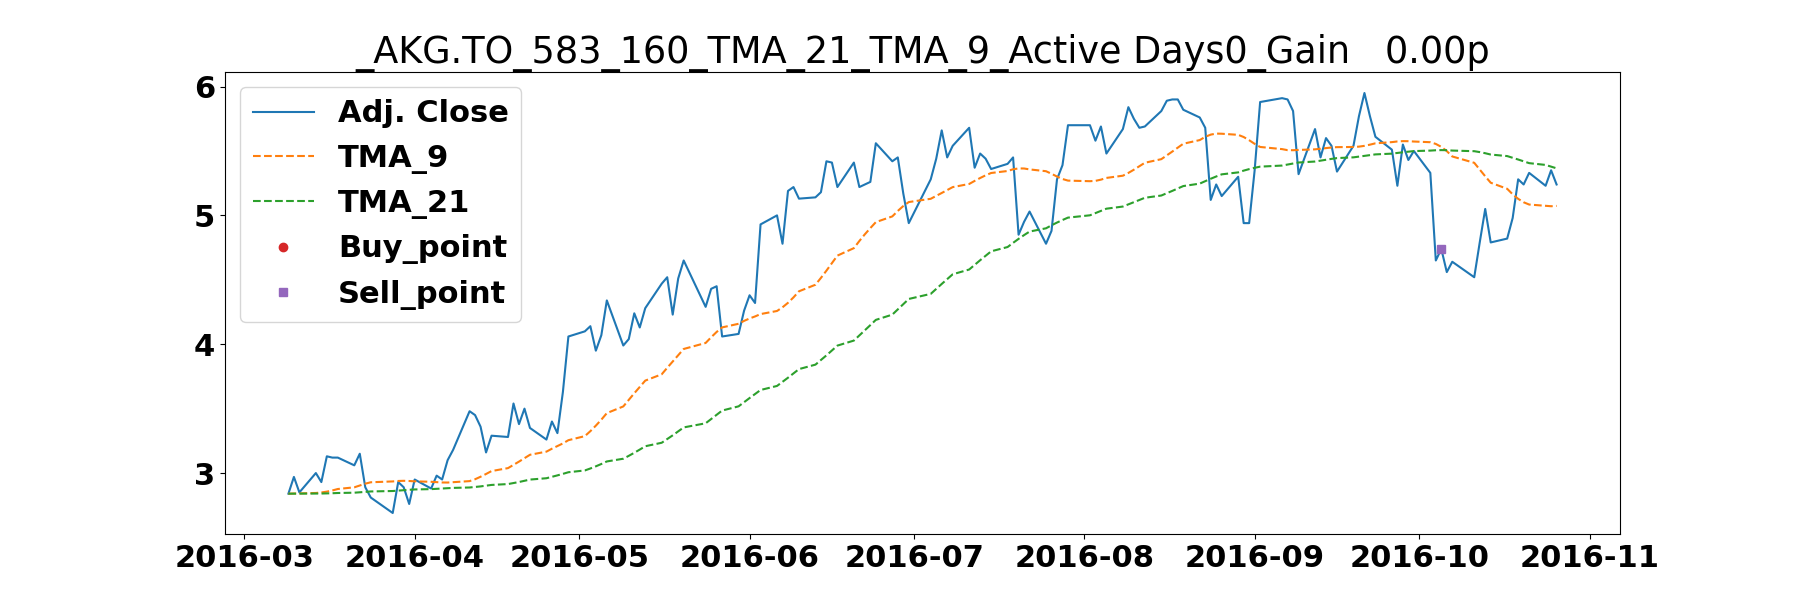 _AKG.TO_583_160_TMA_21_TMA_9_Active Days0_Gain   0.00p
6
5
4
3
Adj. Close
TMA_9
TMA_21
Buy_point
Sell_point
2016-03 2016-04 2016-05 2016-06 2016-07 2016-08 2016-09 2016-10 2016-11